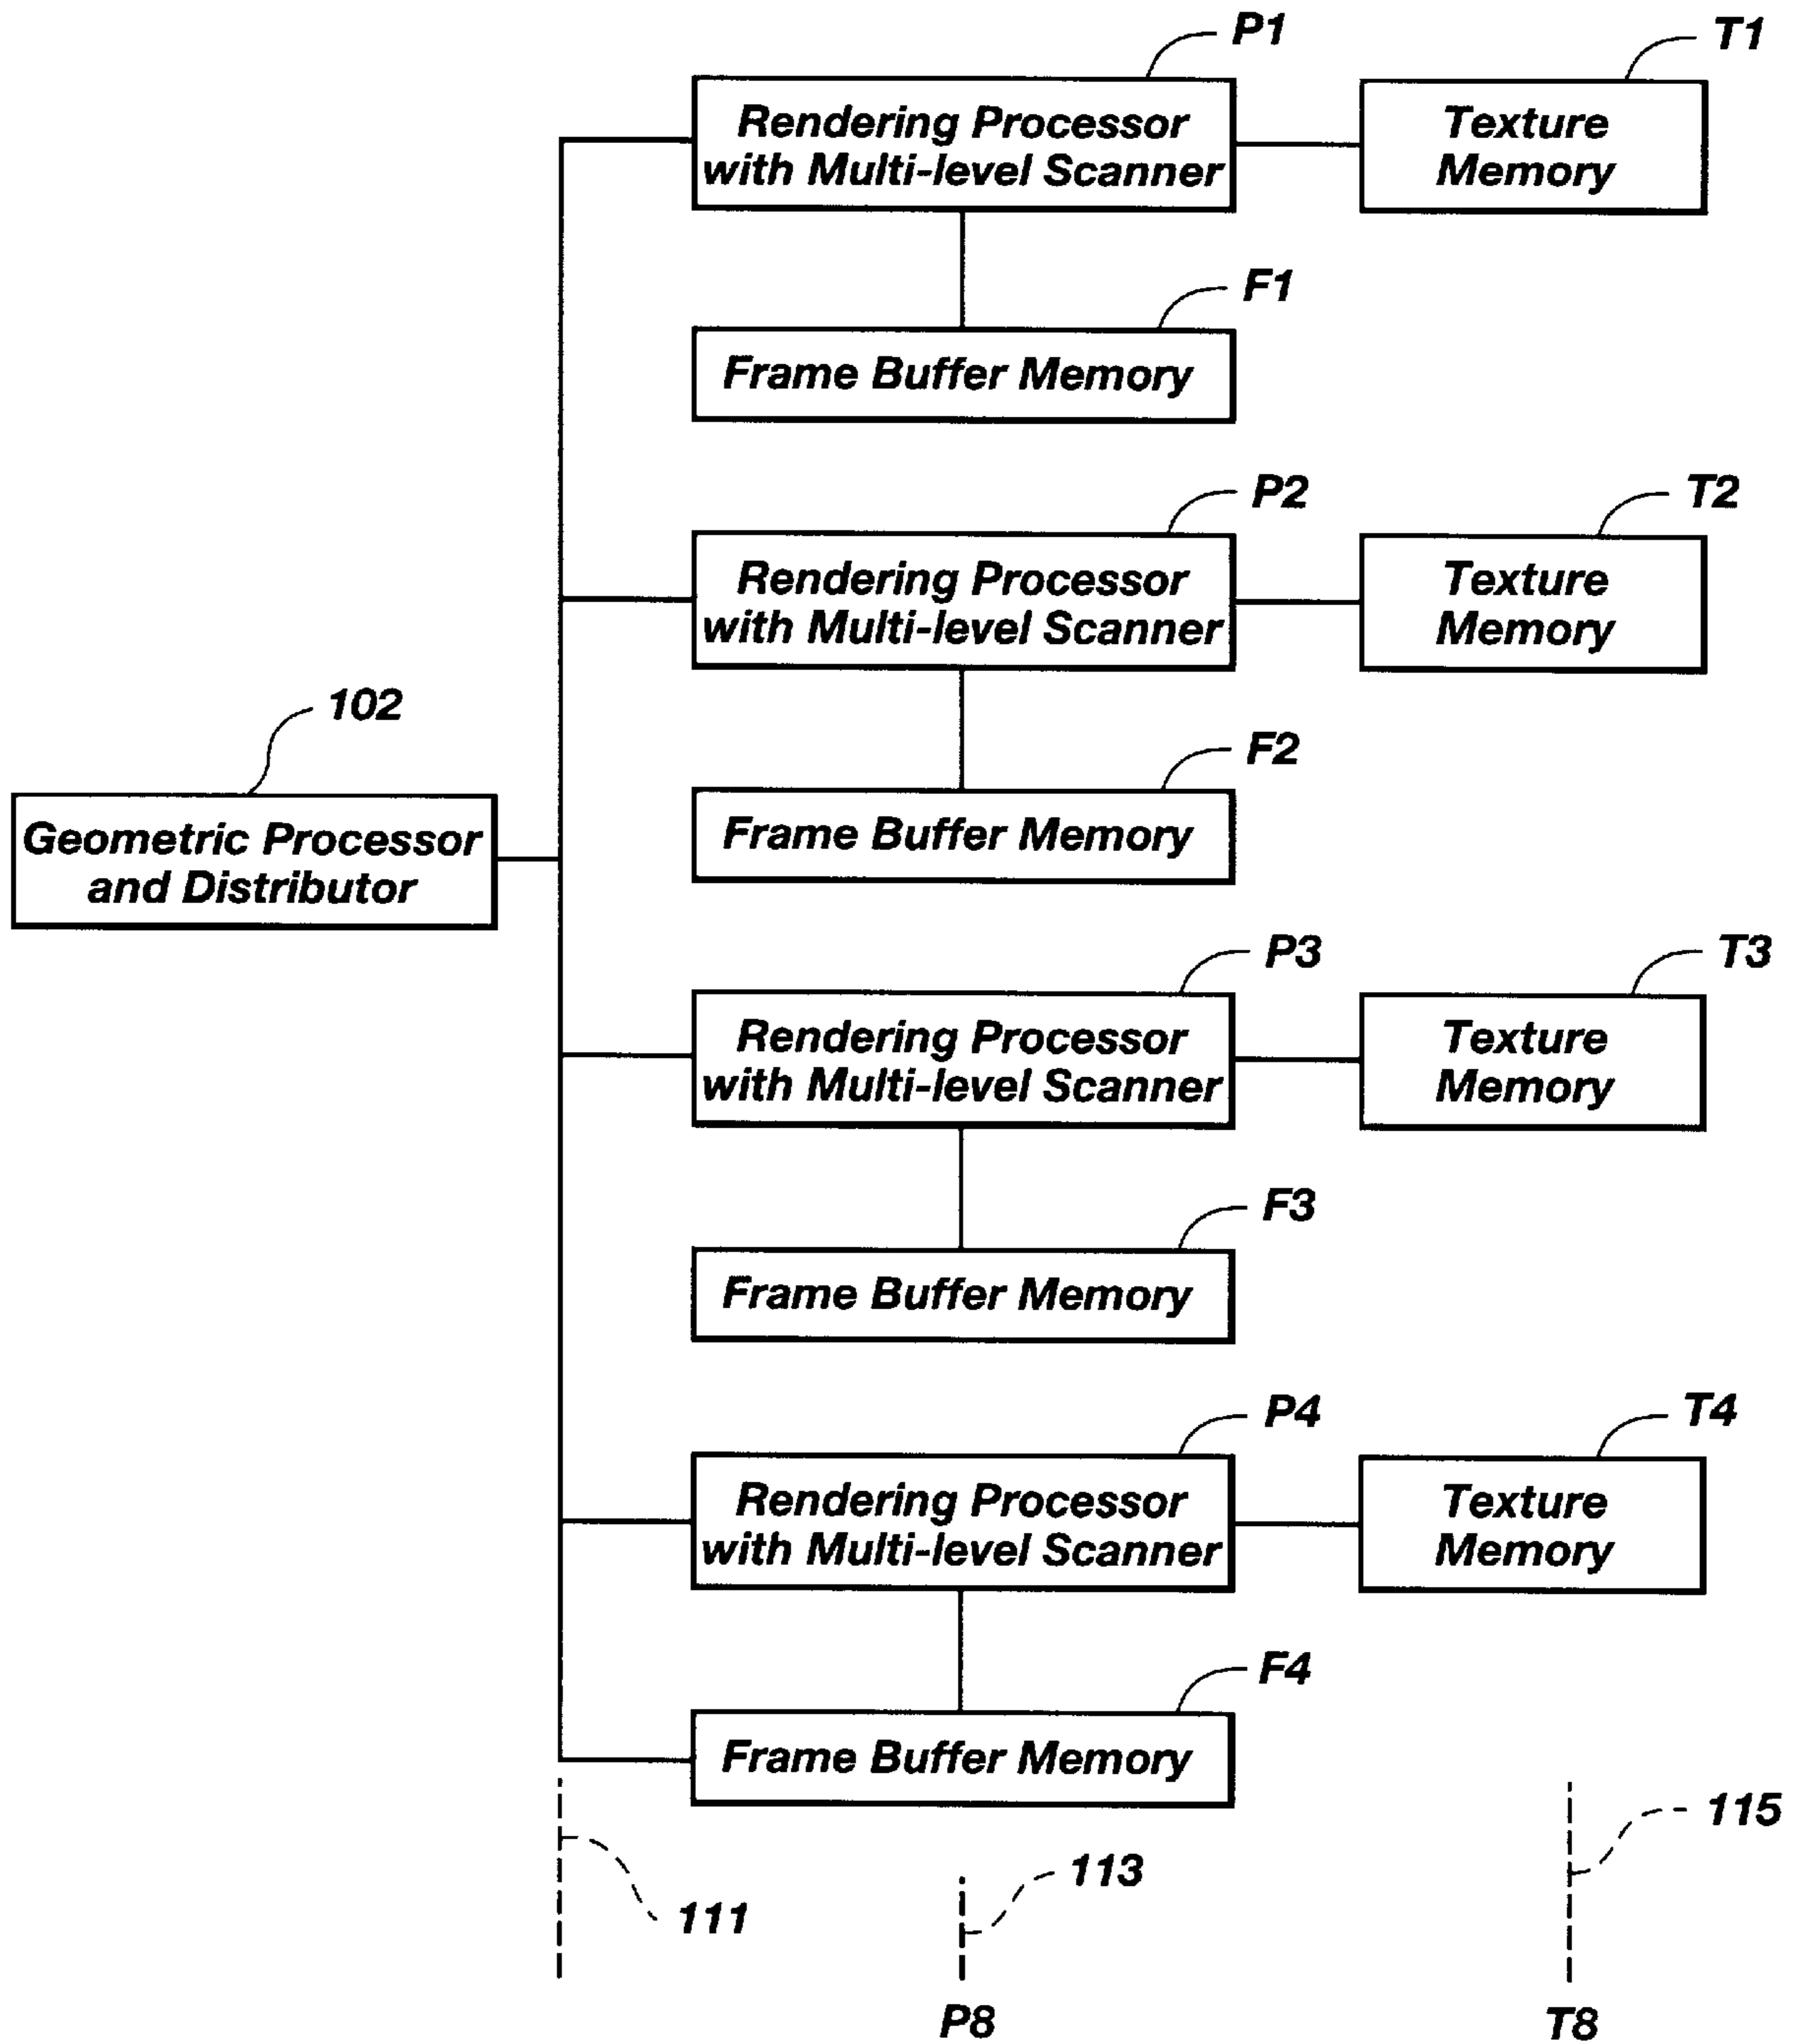 P1
T1
Rendering Processor
with Multi-level Scanner
Texture
Memory
F1
Frame Buffer Memory
P2
T2
Rendering Processor
with Multi-level Scanner
Texture
Memory
102
F2
Geometric Processor
and Distributor
Frame Buffer Memory
P3
T3
Rendering Processor
with Multi-level Scanner
Texture
Memory
F3
Frame Buffer Memory
P4
T4
Rendering Processor
with Multi-level Scanner
Texture
Memory
F4
Frame Buffer Memory
115
113
111
P8
T8